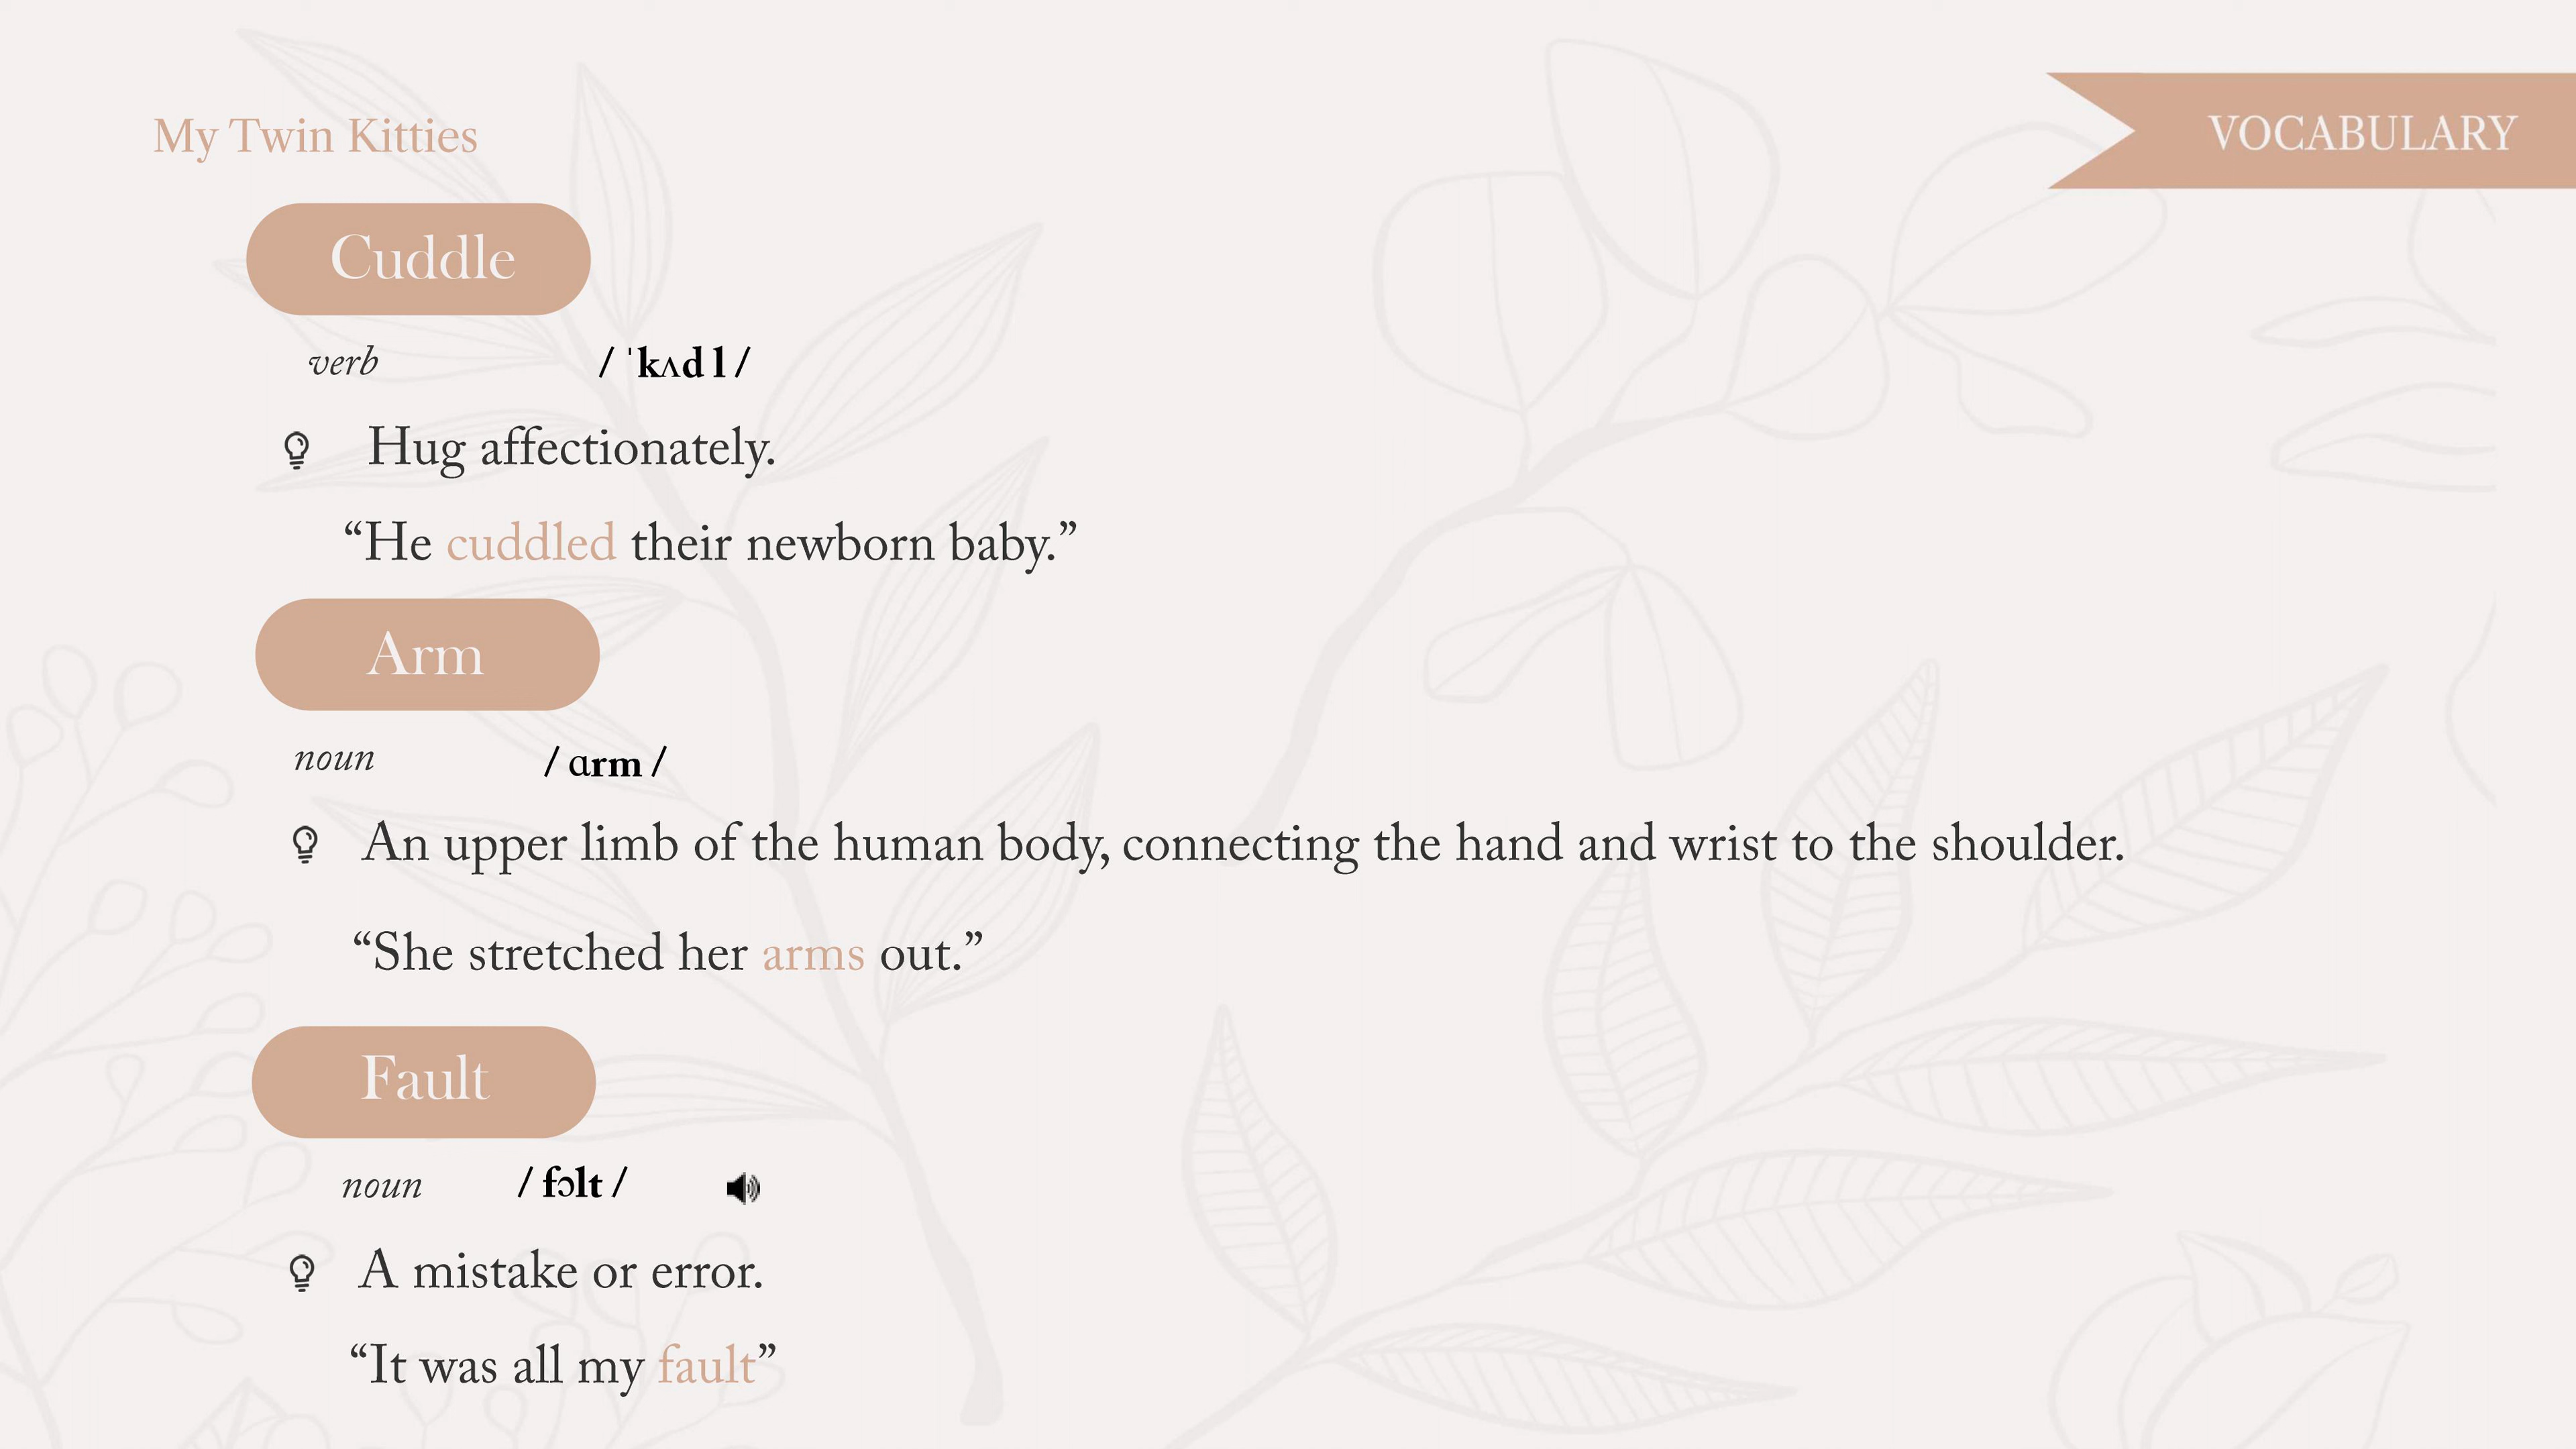 My Twin Kitties
VOCABULARY
Cuddle
verb / ˈkʌd l /
Hug affectionately.
“He cuddled their newborn baby.”
Arm
noun / ɑrm /
An upper limb of the human body, connecting the hand and wrist to the shoulder.
“She stretched her arms out.”
Fault
noun / fɔlt /
A mistake or error.
“It was all my fault”